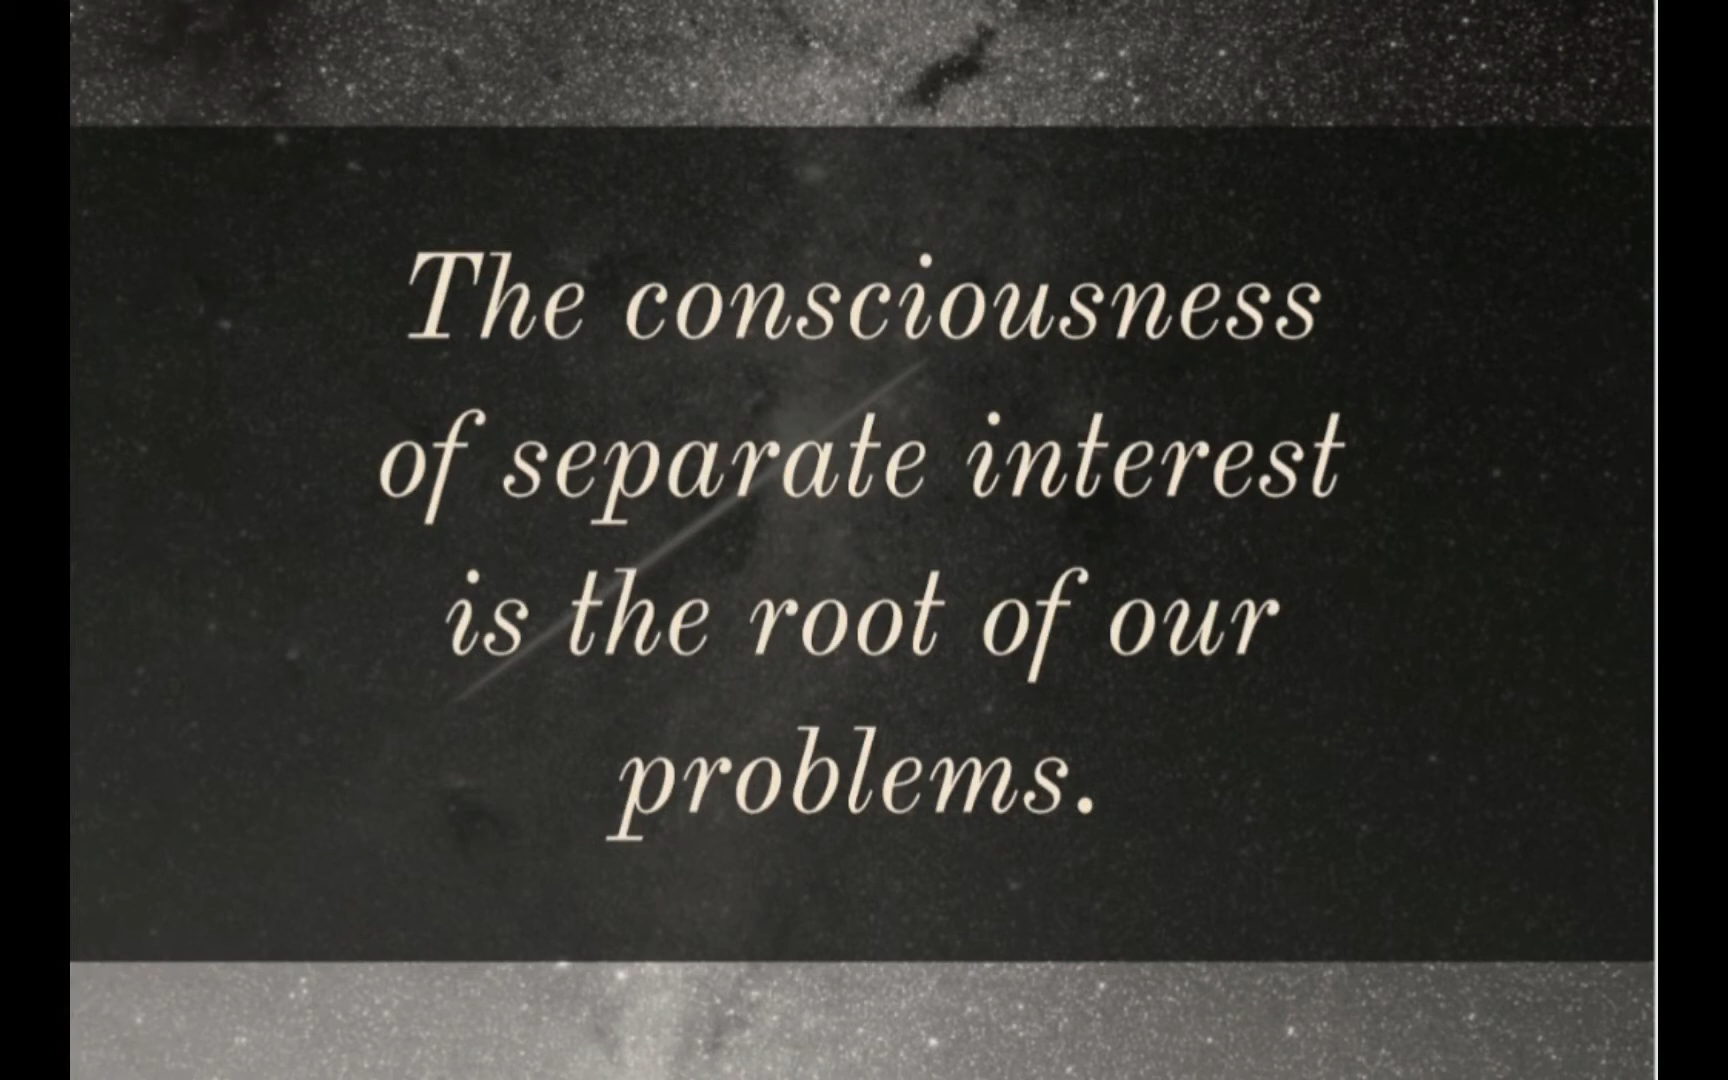 The consciousness
of separate interest
is the root of our
problems.